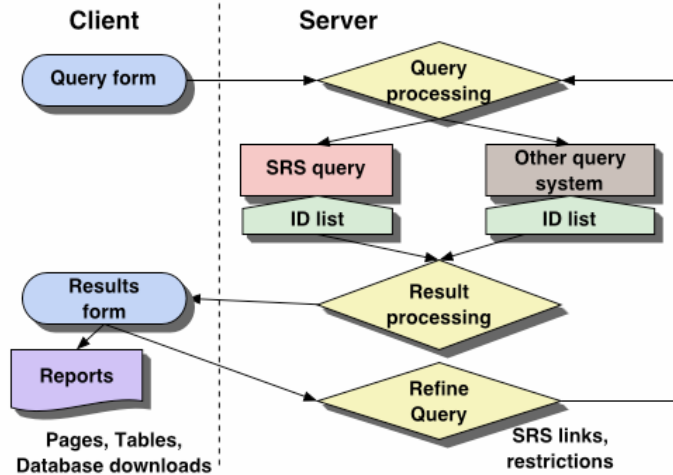 Client
Server
Query form
Query
processing
SRS query
Other query
system
ID list
ID list
Results
form
Result
processing
Reports
Refine
Query
Pages, Tables,
Database downloads
SRS links,
restrictions